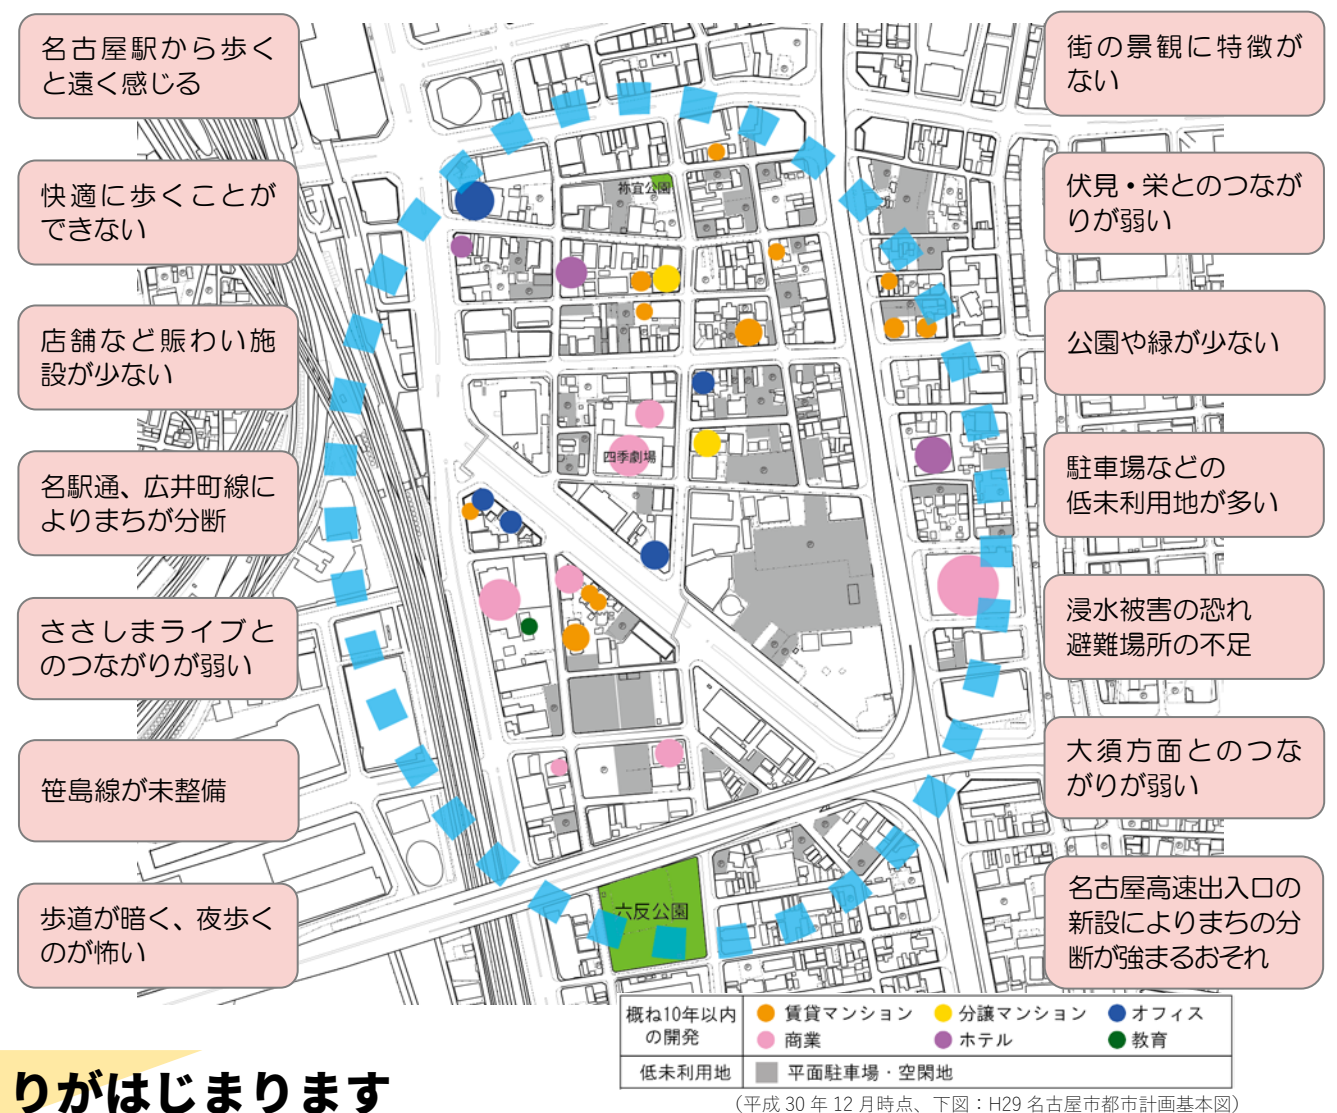 名古屋駅から歩く
と遠く感じる
快適に歩くことが
できない
店舗など賑わい施
設が少ない
名駅通、広井町線に
よりまちが分断
ささしまライブと
のつながりが弱い
笹島線が未整備
歩道が暗く、夜歩く
のが怖い
街の景観に特徴が
ない
伏見・栄とのつなが
りが弱い
公園や緑が少ない
駐車場などの
低未利用地が多い
浸水被害の恐れ
避難場所の不足
大須方面とのつな
がりが弱い
名古屋高速出入口の
新設によりまちの分
断が強まるおそれ
祢宜公園
四季劇場
六反公園
概ね10年以内
の開発
賃貸マンション
分譲マンション
オフィス
商業
ホテル
教育
低未利用地
平面駐車場・空閑地
(平成 30 年 12 月時点、下図：H29 名古屋市都市計画基本図)
りがはじまります